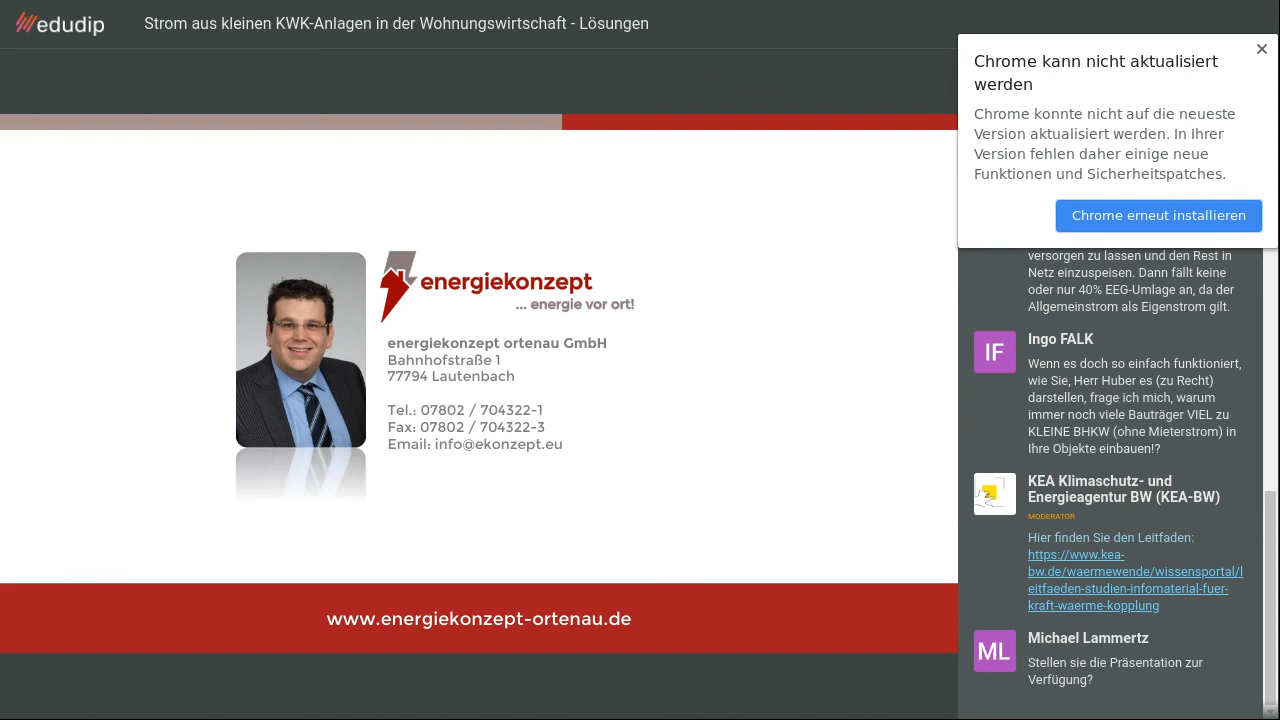 edudip
Strom aus kleinen KWK-Anlagen in der Wohnungswirtschaft - Lösungen
Chrome kann nicht aktualisiert
werden
Chrome konnte nicht auf die neueste
Version aktualisiert werden. In Ihrer
Version fehlen daher einige neue
Funktionen und Sicherheitspatches.
Chrome erneut installieren
energiekonzept
... energie vor ort!
energiekonzept ortenau GmbH
Bahnhofstraße 1
77794 Lautenbach
Tel.: 07802 / 704322-1
Fax: 07802 / 704322-3
Email: info@ekonzept.eu
www.energiekonzept-ortenau.de
versorgen zu lassen und den Rest in
Netz einzuspeisen. Dann fällt keine
oder nur 40% EEG-Umlage an, da der
Allgemeinstrom als Eigenstrom gilt.
IF
Ingo FALK
Wenn es doch so einfach funktioniert,
wie Sie, Herr Huber es (zu Recht)
darstellen, frage ich mich, warum
immer noch viele Bauträger VIEL zu
KLEINE BHKW (ohne Mieterstrom) in
Ihre Objekte einbauen!?
KEA Klimaschutz- und
Energieagentur BW (KEA-BW)
MODERATOR
Hier finden Sie den Leitfaden:
https://www.kea-
bw.de/waermewende/wissensportal/l
eitfaeden-studien-infomaterial-fuer-
kraft-waerme-kopplung
ML
Michael Lammertz
Stellen sie die Präsentation zur
Verfügung?